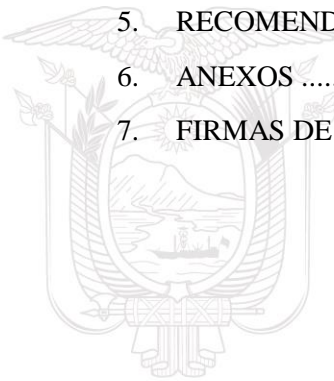 5. RECOMEND
6. ANEXOS .....
7. FIRMAS DE